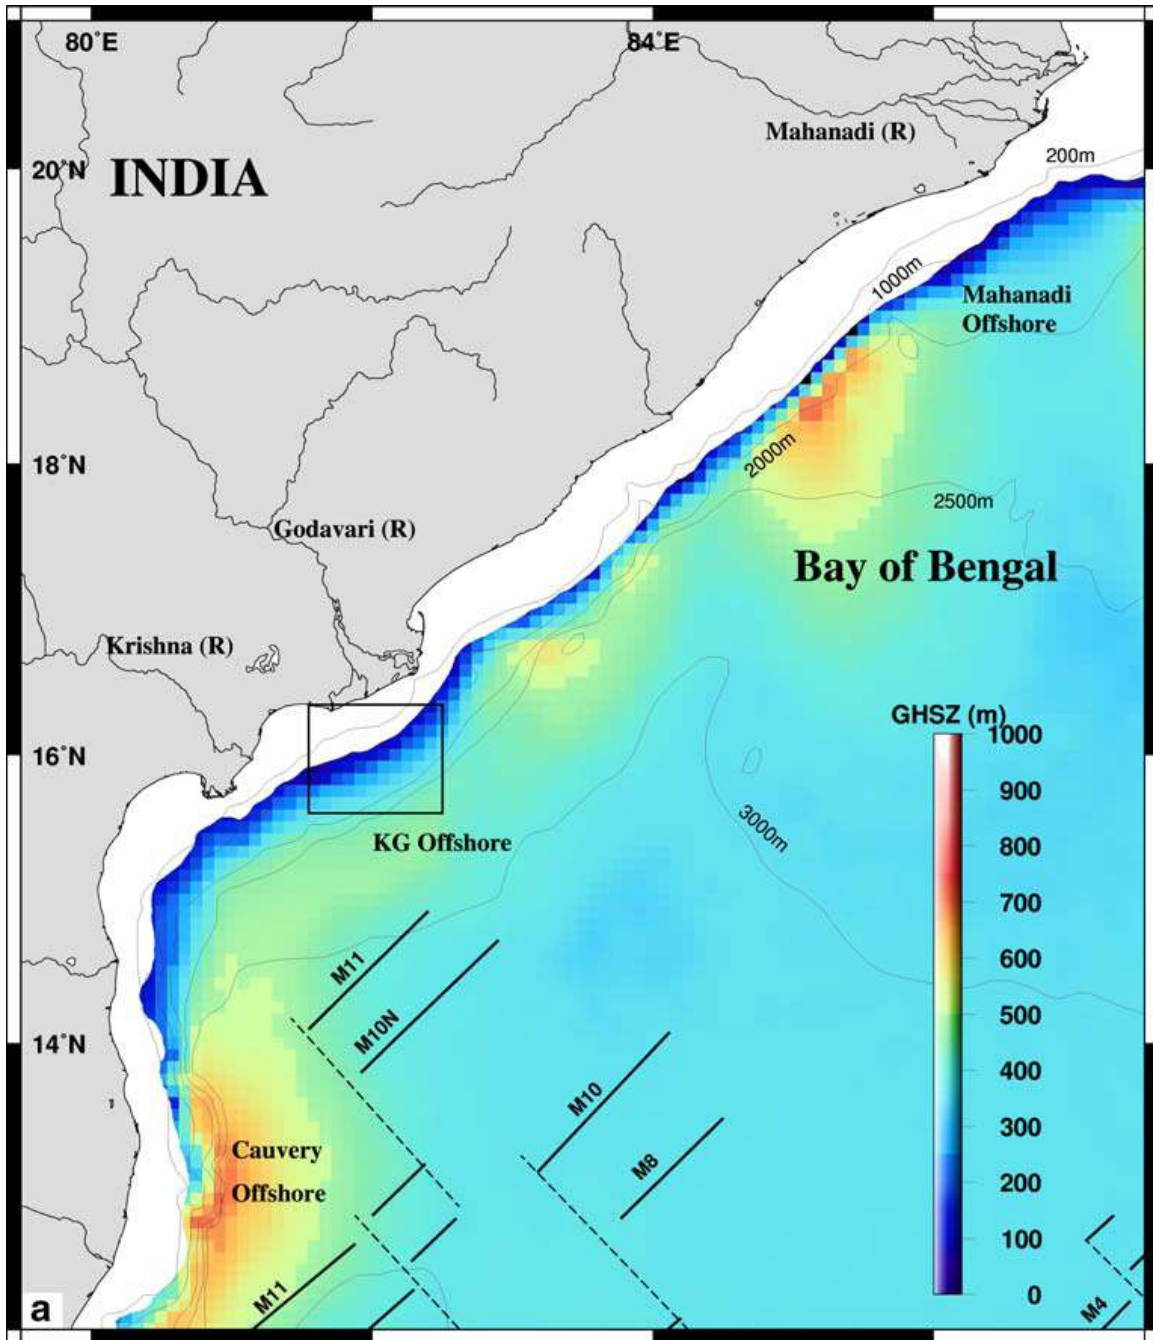 80°E
84°E
Mahanadi (R)
200m
20°N
INDIA
1000m
Mahanadi
Offshore
2000m
18°N
2500m
Godavari (R)
Bay of Bengal
Krishna (R)
GHSZ (m)
1000
16°N
900
3000m
KG Offshore
800
700
M11
600
M10N
500
14°N
400
M10
300
Cauvery
M8
Offshore
200
100
M11
0
M4
a